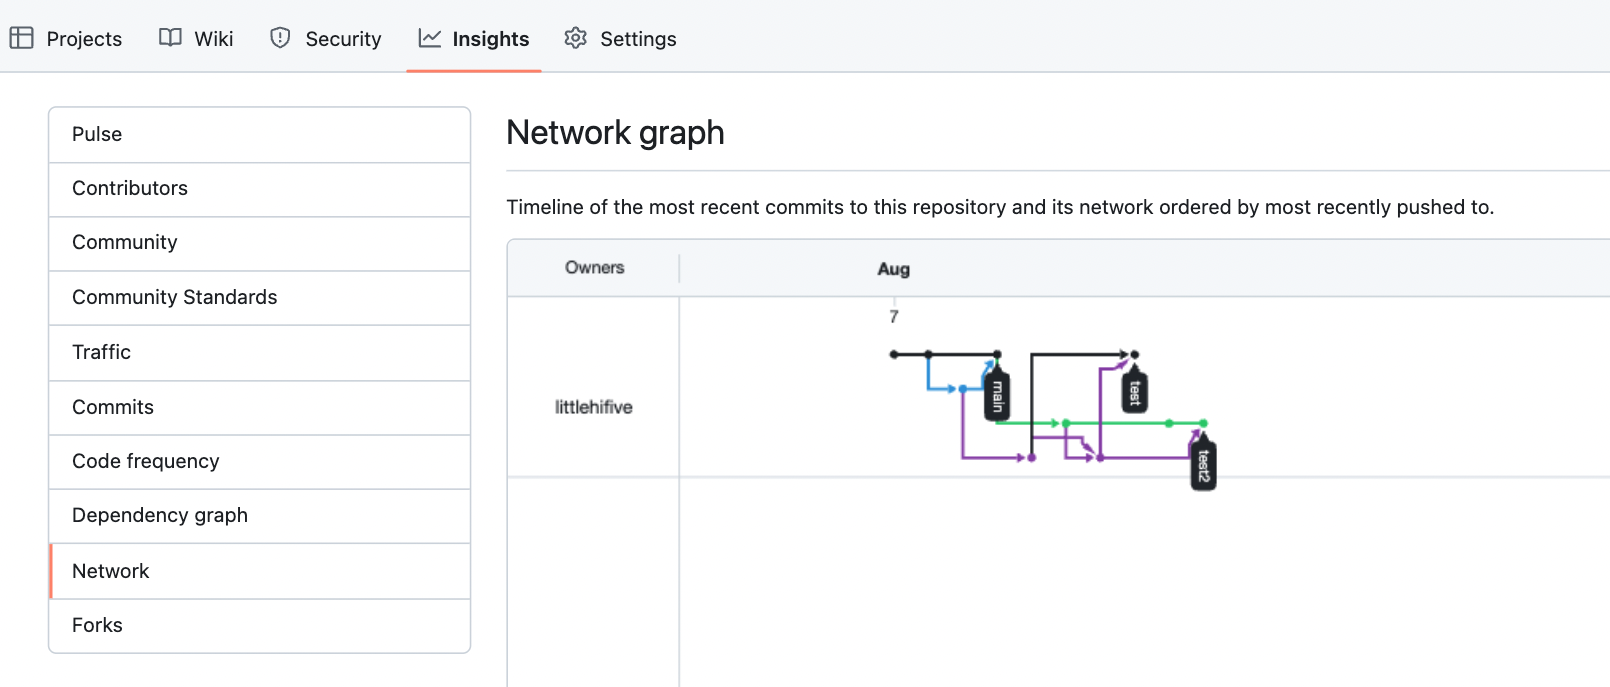 Projects Wiki Security Insights Settings
Pulse
Contributors
Community
Community Standards
Traffic
Commits
Code frequency
Dependency graph
Network
Forks
Network graph
Timeline of the most recent commits to this repository and its network ordered by most recently pushed to.
Owners Aug
7
littlehifive
main
test
test2